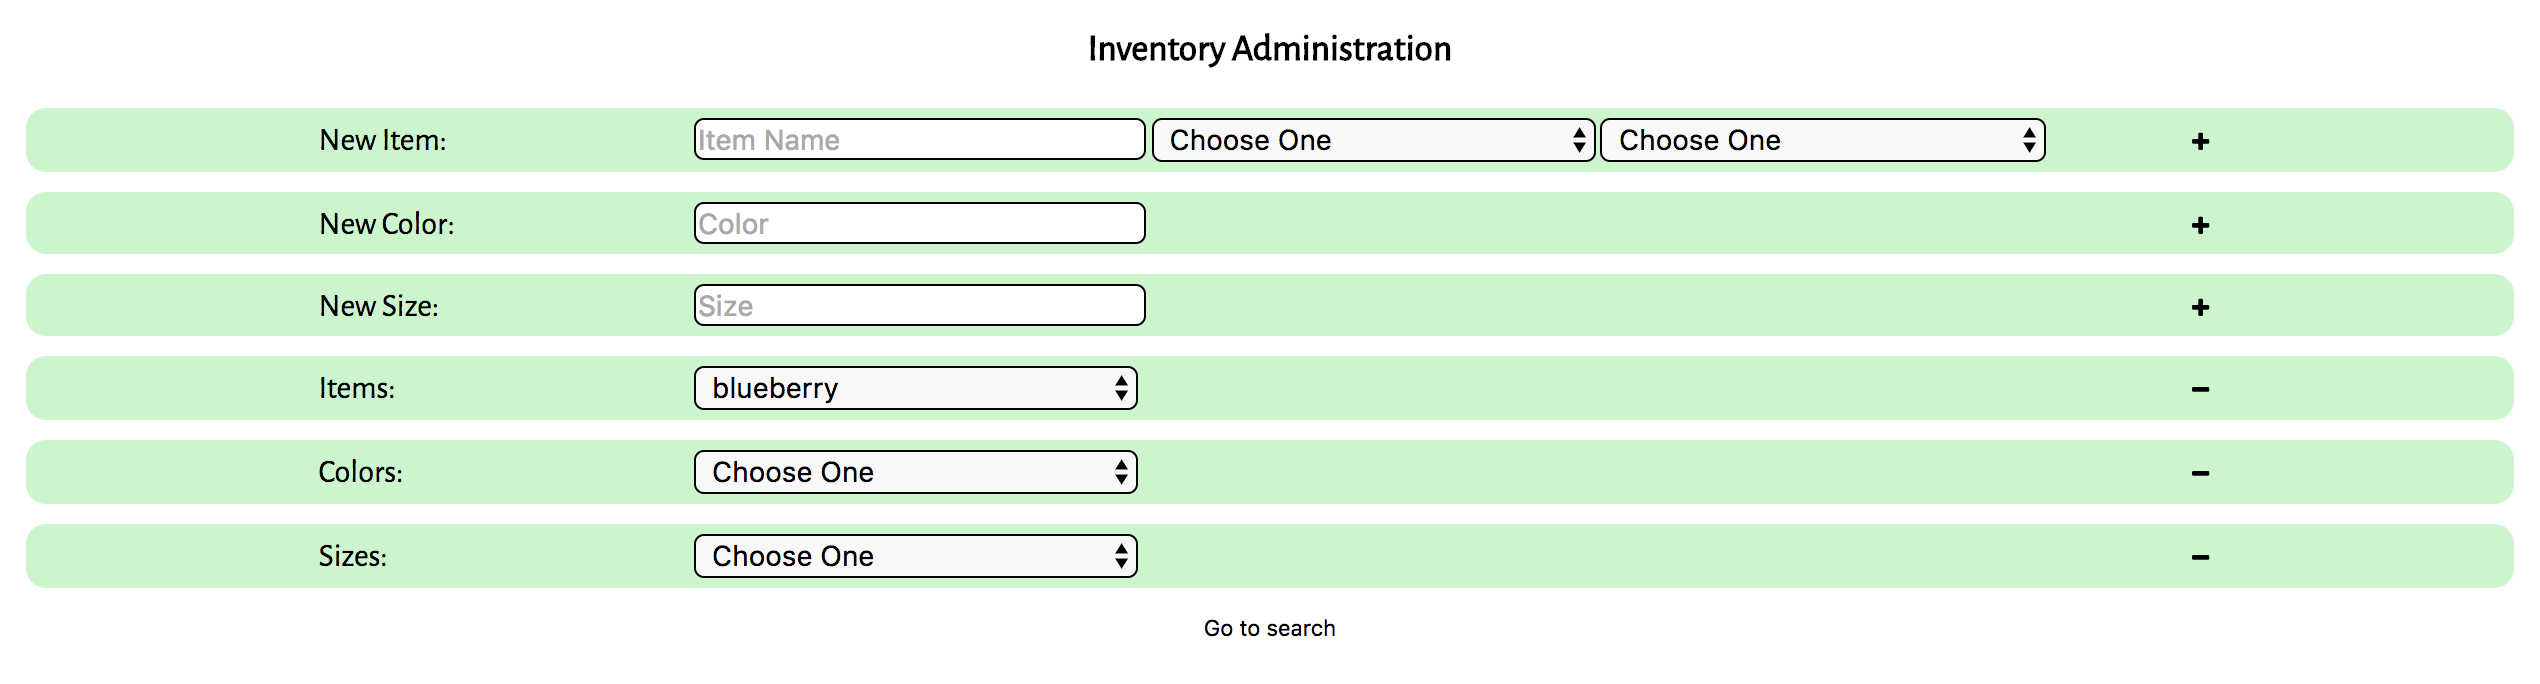 Inventory Administration
New Item: Item Name Choose One Choose One +
New Color: Color +
New Size: Size +
Items: blueberry −
Colors: Choose One −
Sizes: Choose One −
Go to search